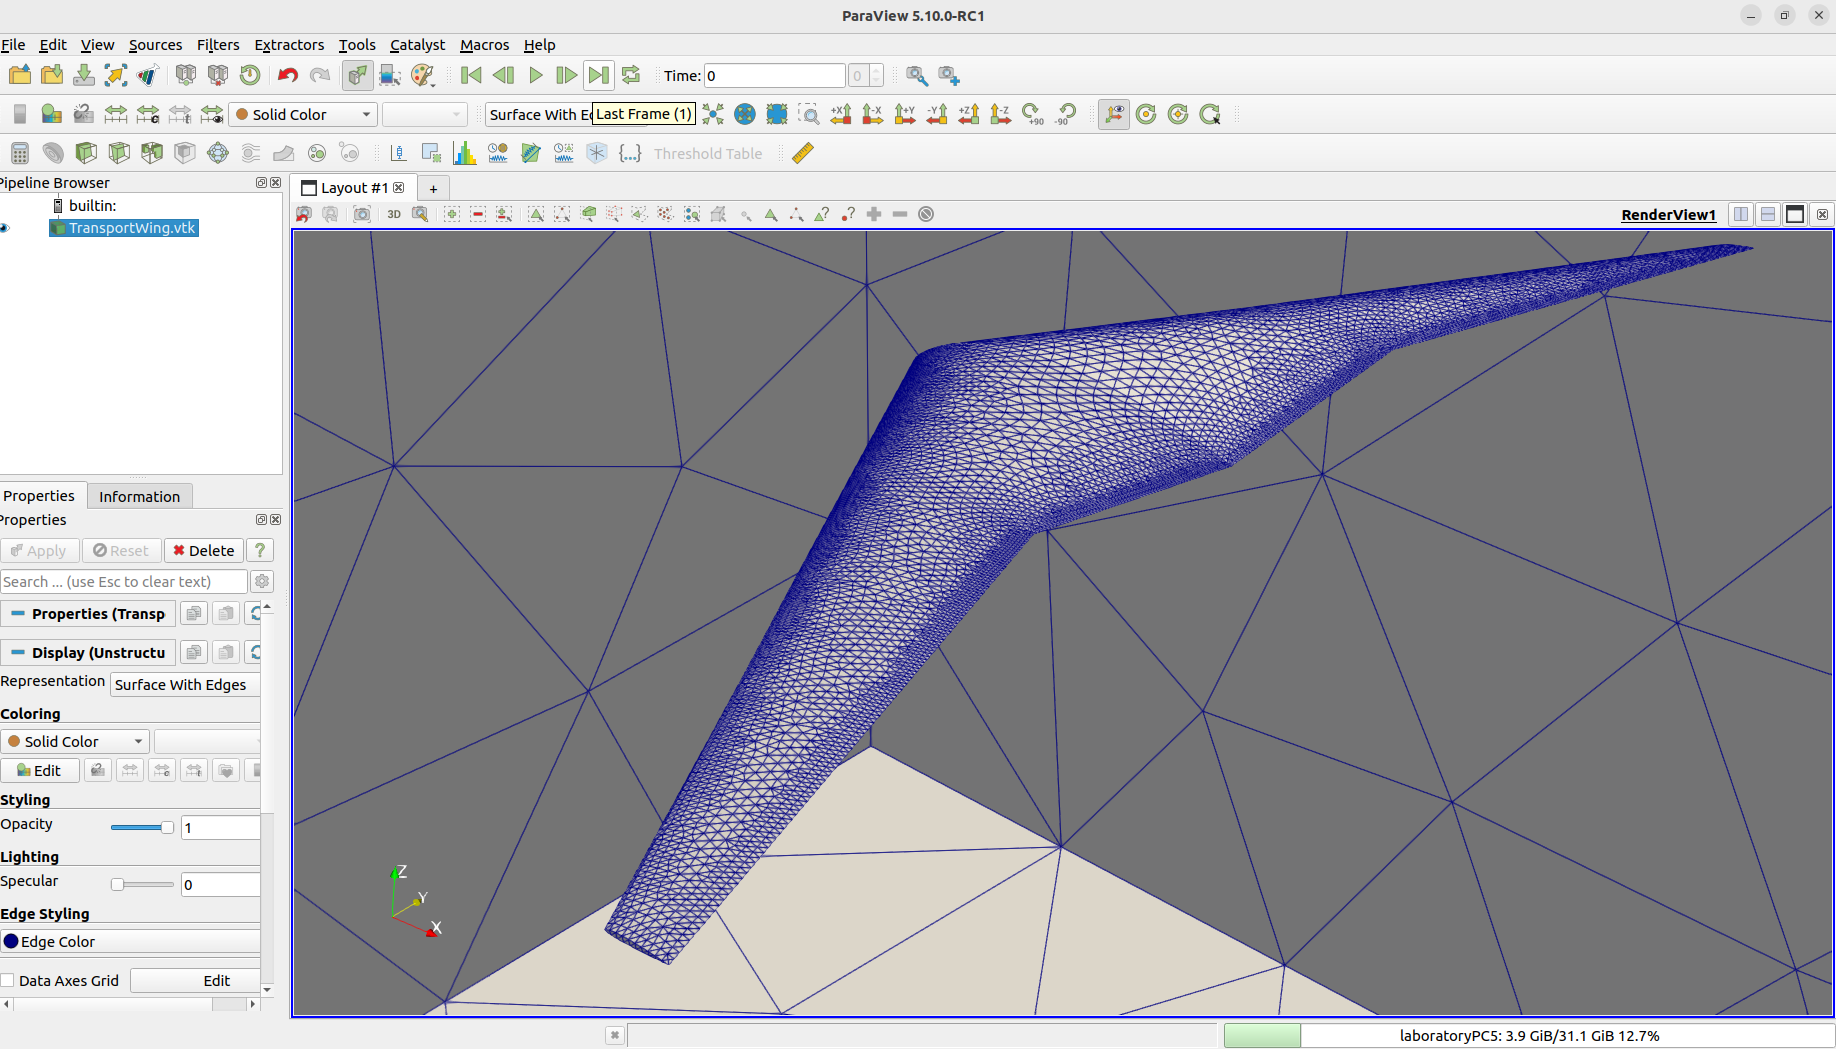 ParaView 5.10.0-RC1
File Edit View Sources Filters Extractors Tools Catalyst Macros Help
Time: 0 0
Solid Color Surface With Ed Last Frame (1) +X -X +Y -Y +Z -Z +90 -90
Threshold Table
Pipeline Browser
Layout #1 +
builtin:
3D RenderView1
TransportWing.vtk
Properties Information
Properties
Apply Reset Delete ?
Search ... (use Esc to clear text)
Properties (Transp
Display (Unstructu
Representation Surface With Edges
Coloring
Solid Color
Edit
Styling
Opacity 1
Lighting
Specular 0
Edge Styling
Edge Color
Data Axes Grid Edit
Z
Y
X
laboratoryPC5: 3.9 GiB/31.1 GiB 12.7%